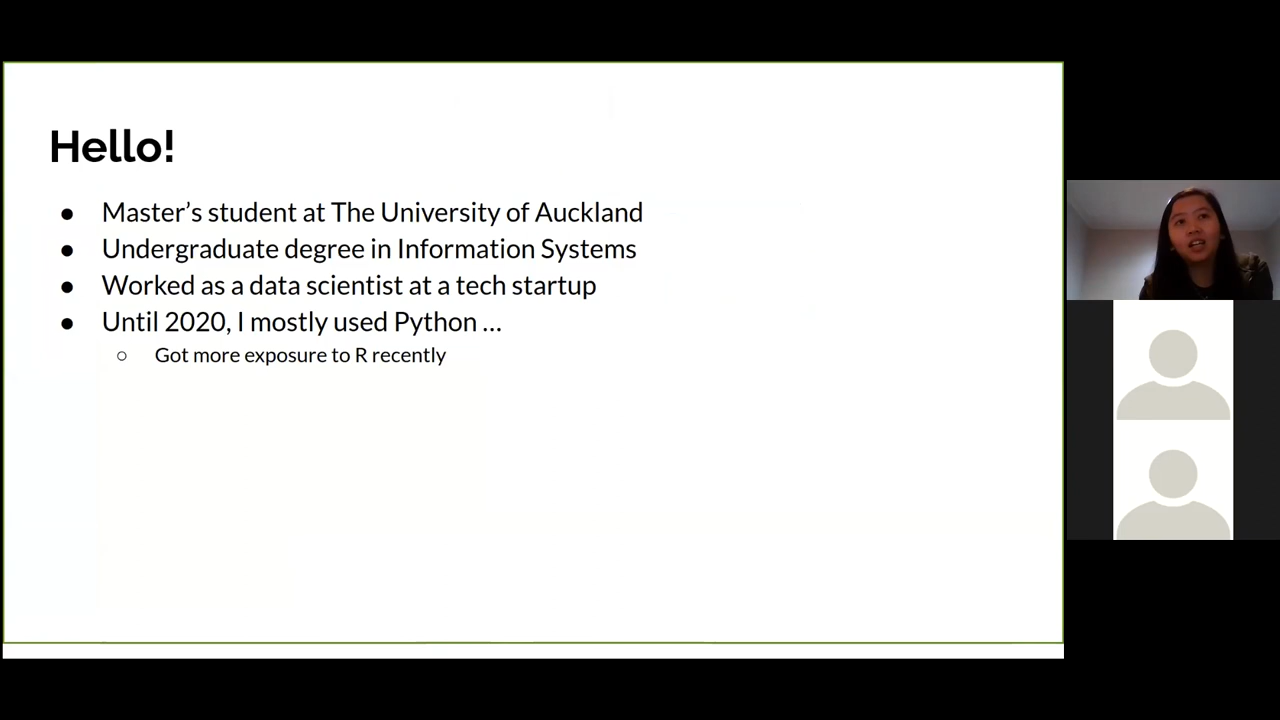 Hello!
● Master’s student at The University of Auckland
● Undergraduate degree in Information Systems
● Worked as a data scientist at a tech startup
● Until 2020, I mostly used Python ...
○ Got more exposure to R recently